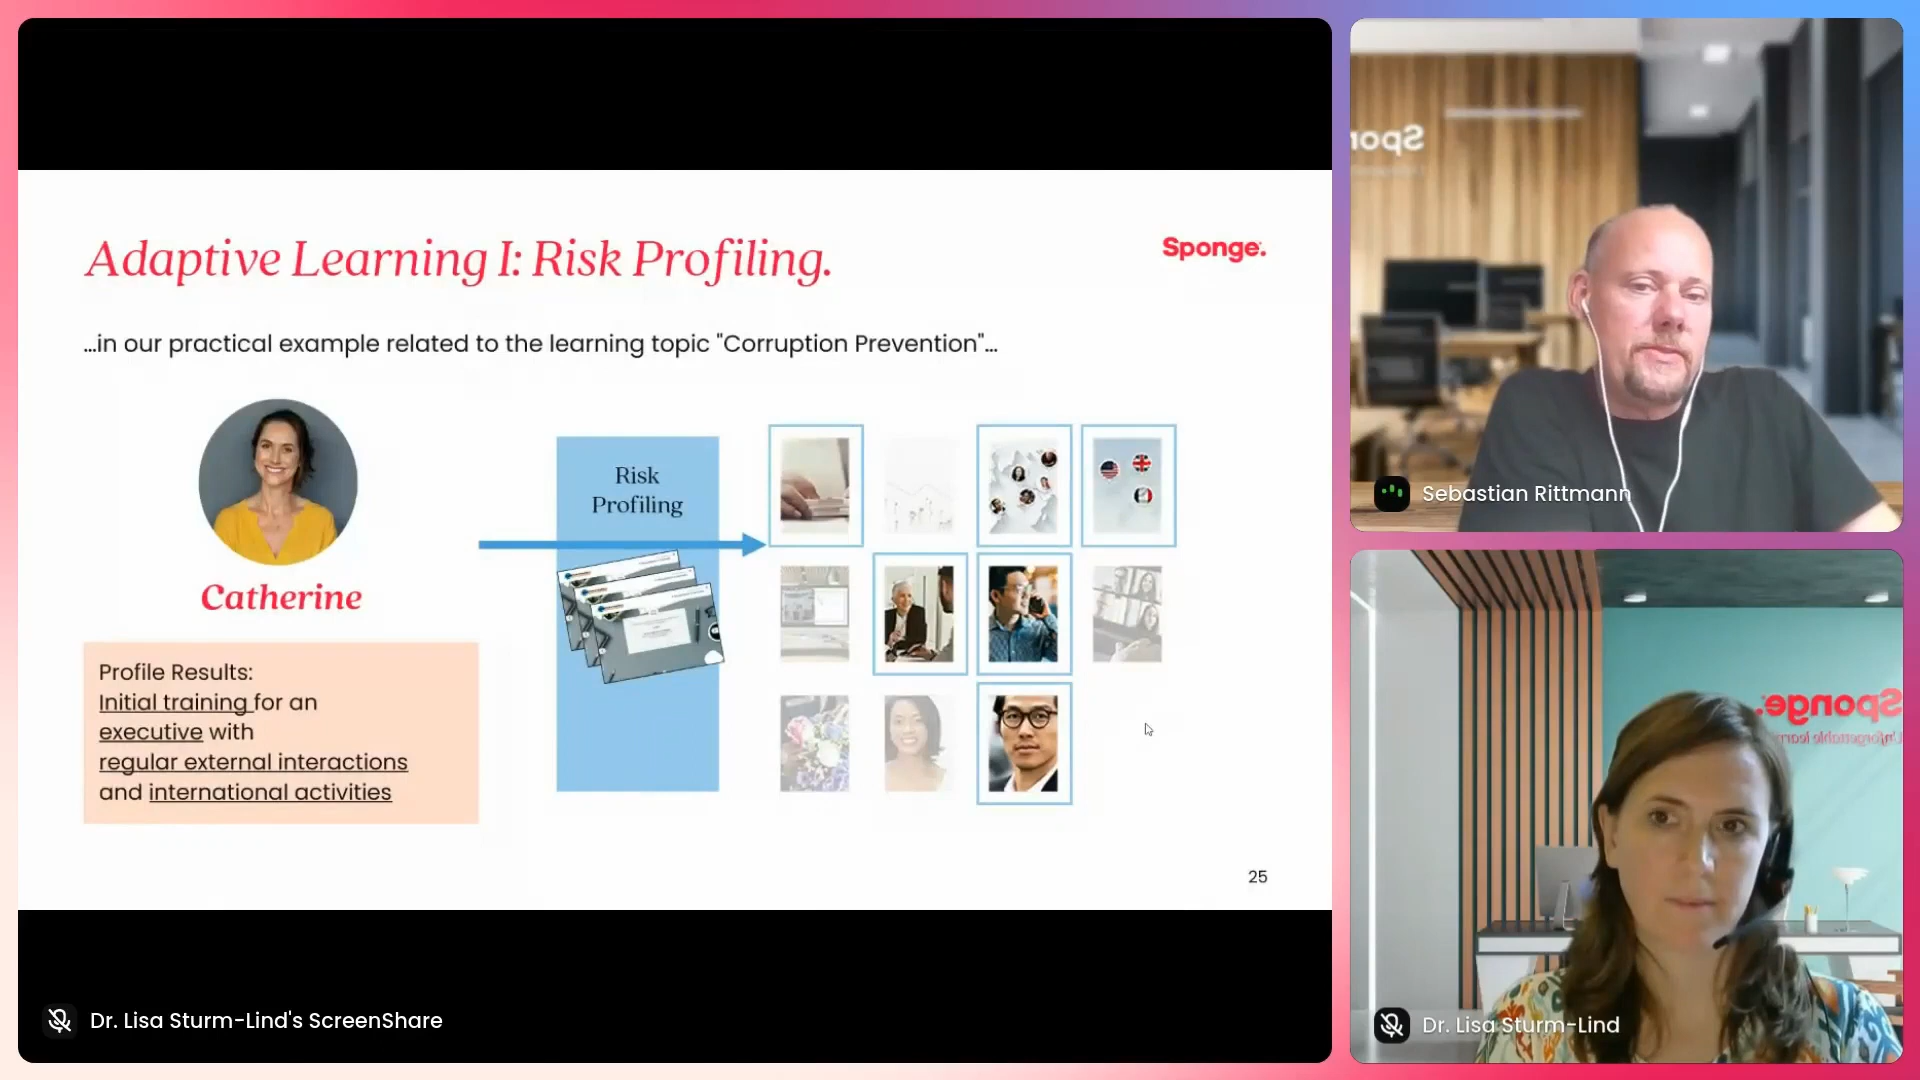 Adaptive Learning I: Risk Profiling.
Sponge.
...in our practical example related to the learning topic "Corruption Prevention"...
Risk
Profiling
Catherine
Profile Results:
Initial training for an
executive with
regular external interactions
and international activities
25
Dr. Lisa Sturm-Lind's ScreenShare
Spon
Sebastian Rittmann
Sponge.
Dr. Lisa Sturm-Lind